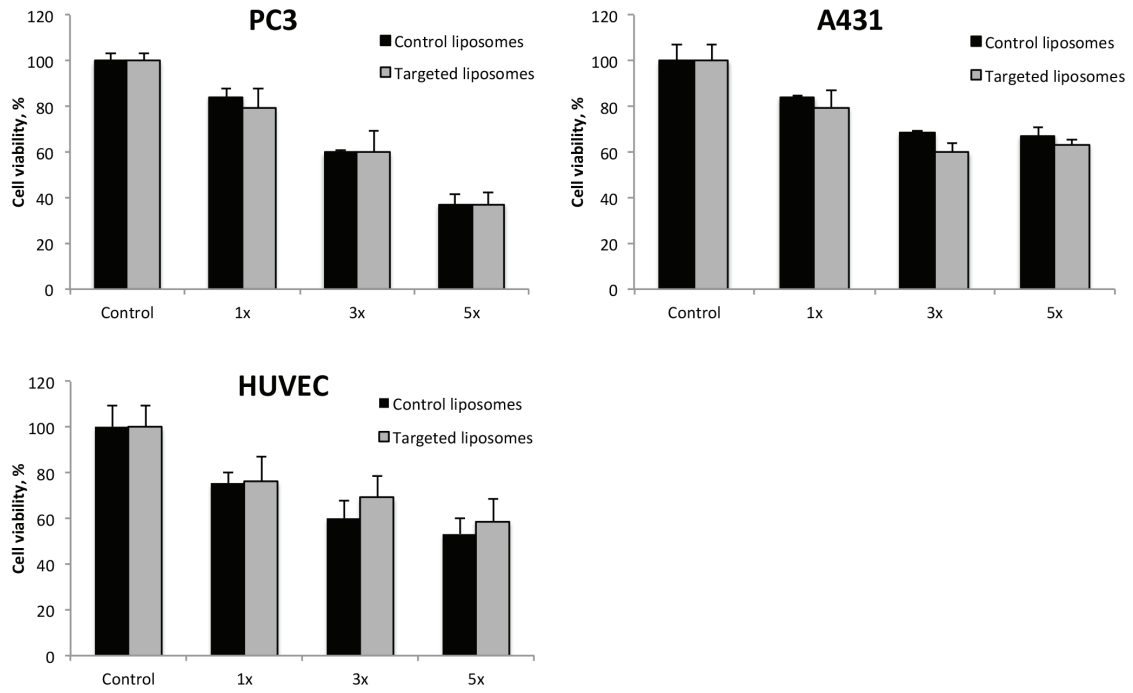 PC3
Control liposomes
Targeted liposomes
Cell viability, %
120
100
80
60
40
20
0
Control 1x 3x 5x
A431
Control liposomes
Targeted liposomes
Cell viability, %
120
100
80
60
40
20
0
Control 1x 3x 5x
HUVEC
Control liposomes
Targeted liposomes
Cell viability, %
120
100
80
60
40
20
0
Control 1x 3x 5x